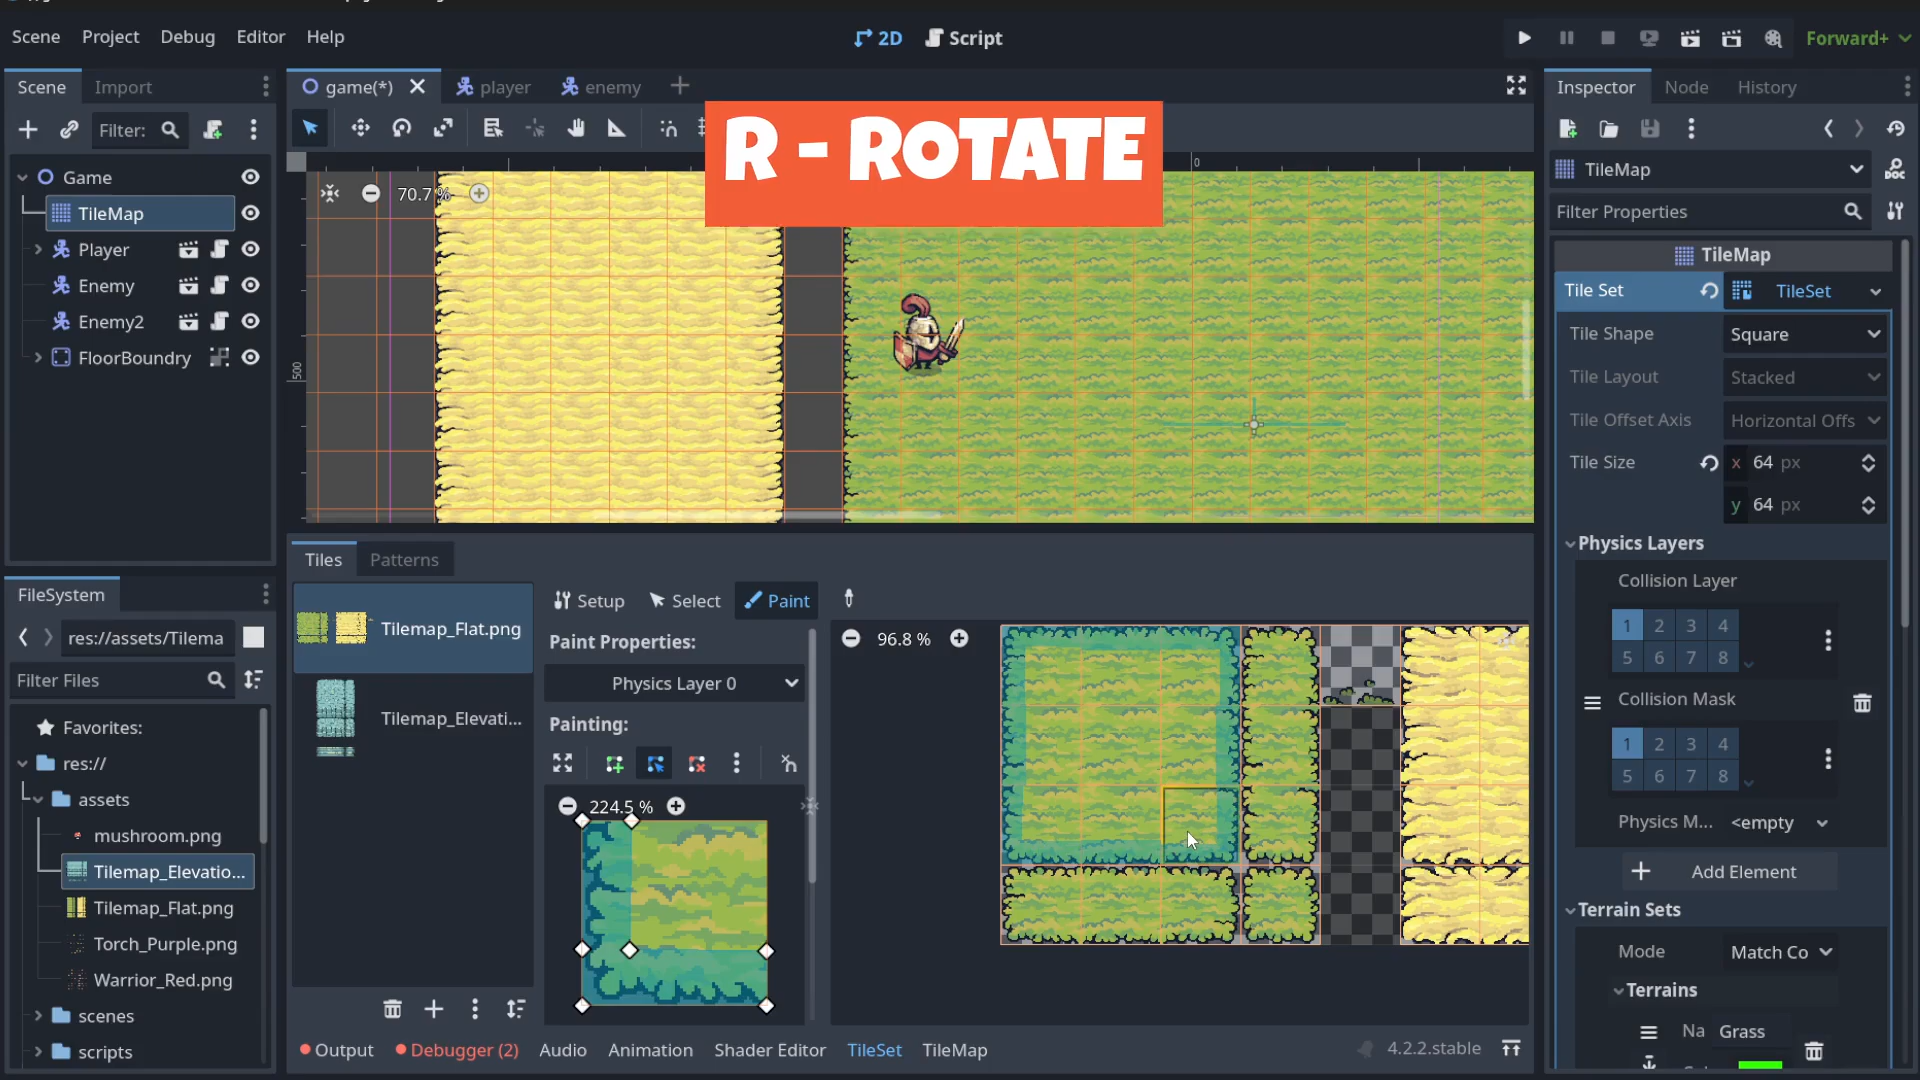 Scene Project Debug Editor Help
2D Script
Forward+
Scene Import
game(*) player enemy
Inspector Node History
Filter:
R - ROTATE
Game
TileMap
Player
Enemy
Enemy2
FloorBoundry
70.7 %
0
500
TileMap
Filter Properties
TileMap
Tile Set TileSet
Tile Shape Square
Tile Layout Stacked
Tile Offset Axis Horizontal Offs
Tile Size x 64 px
y 64 px
Physics Layers
Collision Layer
1 2 3 4
5 6 7 8
Collision Mask
1 2 3 4
5 6 7 8
Physics M... <empty
Add Element
Terrain Sets
Mode Match Co
Terrains
Na Grass
FileSystem
res://assets/Tilema
Filter Files
Favorites:
res://
assets
mushroom.png
Tilemap_Elevatio...
Tilemap_Flat.png
Torch_Purple.png
Warrior_Red.png
scenes
scripts
Tiles Patterns
Tilemap_Flat.png
Tilemap_Elevati...
Setup Select Paint
Paint Properties:
Physics Layer 0
Painting:
224.5 %
96.8 %
Output Debugger (2) Audio Animation Shader Editor TileSet TileMap
4.2.2.stable